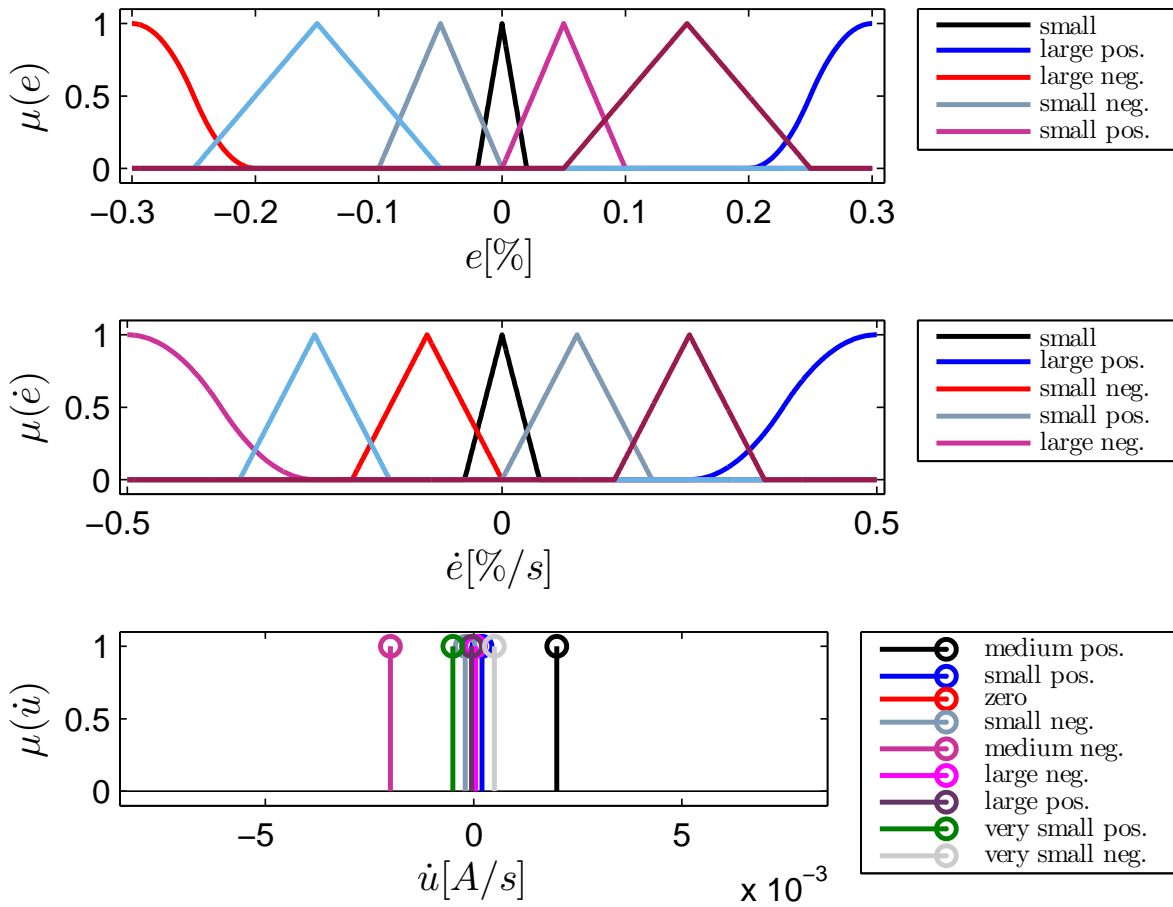 μ(e)
1
0.5
0
−0.3
−0.2
−0.1
0
0.1
0.2
0.3
e[%]
small
large pos.
large neg.
small neg.
small pos.
μ(ė)
1
0.5
0
−0.5
0
0.5
ė[%/s]
small
large pos.
small neg.
small pos.
large neg.
μ(u̇)
1
0.5
0
−5
0
5
x 10⁻³
u̇[A/s]
medium pos.
small pos.
zero
small neg.
medium neg.
large neg.
large pos.
very small pos.
very small neg.